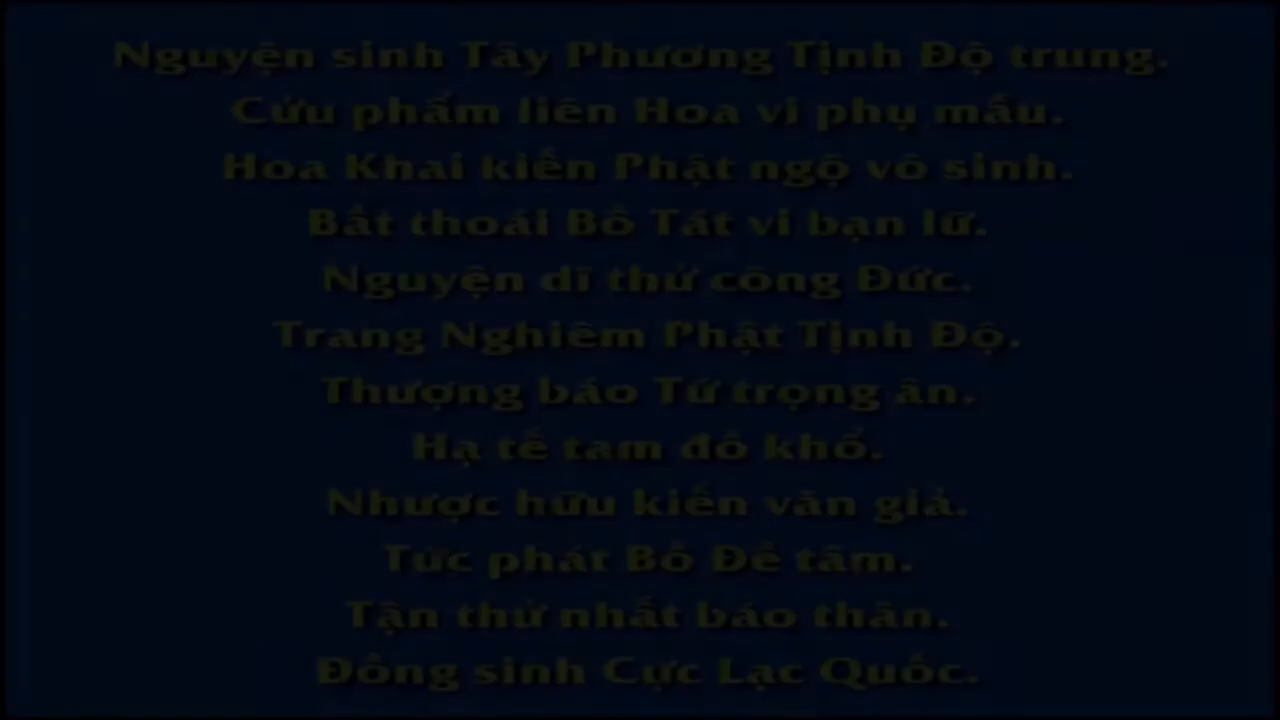 Nguyện sinh Tây Phương Tịnh Độ trung.
Cửu phẩm liên Hoa vi phụ mẫu.
Hoa Khai kiến Phật ngộ vô sinh.
Bất thoái Bồ Tát vi bạn lữ.
Nguyện dĩ thử công Đức.
Trang Nghiêm Phật Tịnh Độ.
Thượng báo Tứ trọng ân.
Hạ tế tam đồ khổ.
Nhược hữu kiến văn giả.
Tức phát Bồ Đề tâm.
Tận thử nhất báo thân.
Đồng sinh Cực Lạc Quốc.